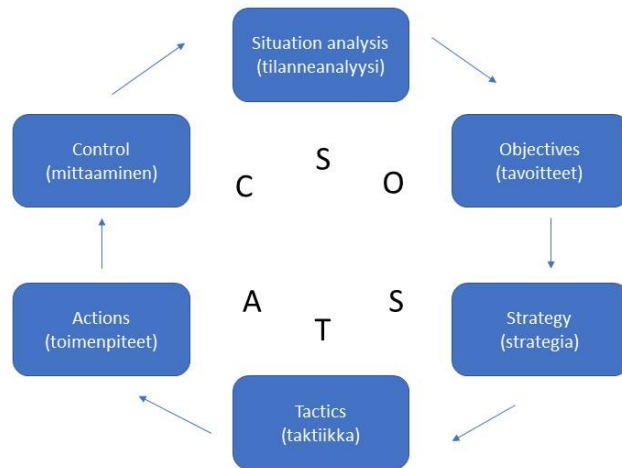 Situation analysis
(tilanneanalyysi)
Control
(mittaaminen)
Objectives
(tavoitteet)
S
C
O
A
S
T
Actions
(toimenpiteet)
Strategy
(strategia)
Tactics
(taktiikka)